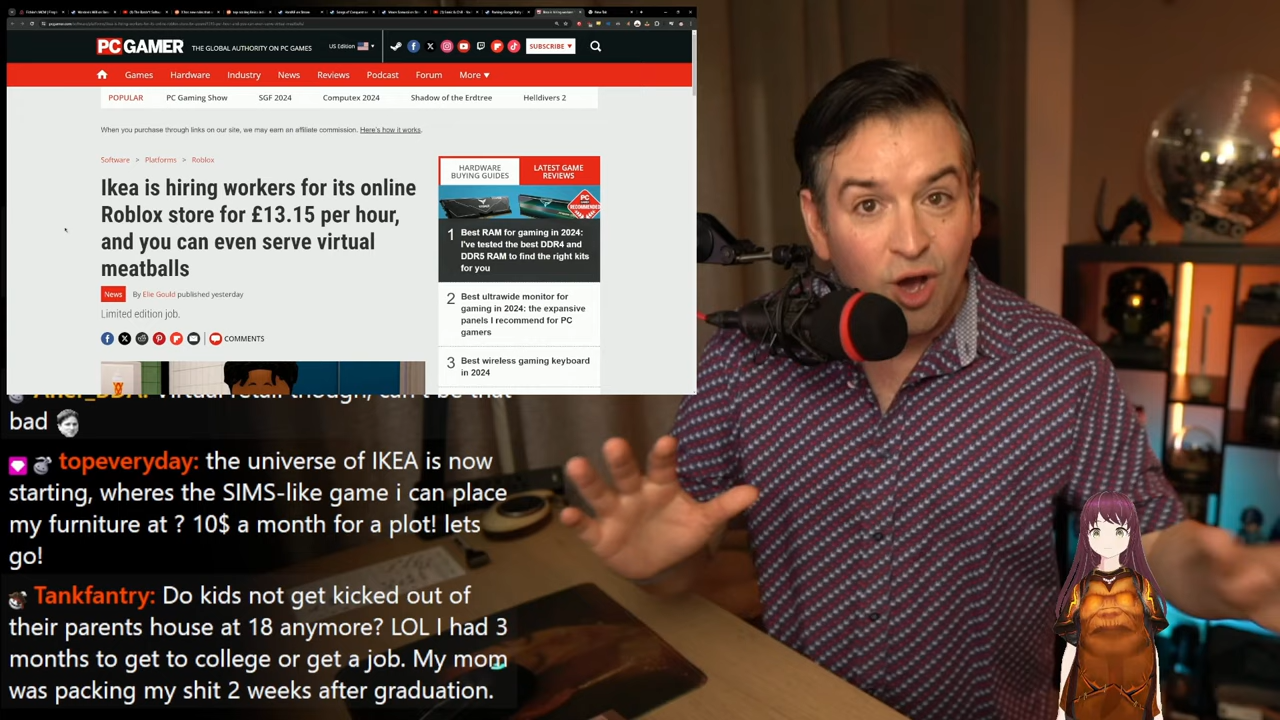 PC GAMER THE GLOBAL AUTHORITY ON PC GAMES
US Edition
SUBSCRIBE
Games Hardware Industry News Reviews Podcast Forum More
POPULAR PC Gaming Show SGF 2024 Computex 2024 Shadow of the Erdtree Helldivers 2
When you purchase through links on our site, we may earn an affiliate commission. Here's how it works.
Software > Platforms > Roblox
Ikea is hiring workers for its online
Roblox store for £13.15 per hour,
and you can even serve virtual
meatballs
News By Elie Gould published yesterday
Limited edition job.
COMMENTS
HARDWARE
BUYING GUIDES
LATEST GAME
REVIEWS
1 Best RAM for gaming in 2024:
I've tested the best DDR4 and
DDR5 RAM to find the right kits
for you
2 Best ultrawide monitor for
gaming in 2024: the expansive
panels I recommend for PC
gamers
3 Best wireless gaming keyboard
in 2024
bad
topeveryday: the universe of IKEA is now
starting, wheres the SIMS-like game i can place
my furniture at ? 10$ a month for a plot! lets
go!
Tankfantry: Do kids not get kicked out of
their parents house at 18 anymore? LOL I had 3
months to get to college or get a job. My mom
was packing my shit 2 weeks after graduation.